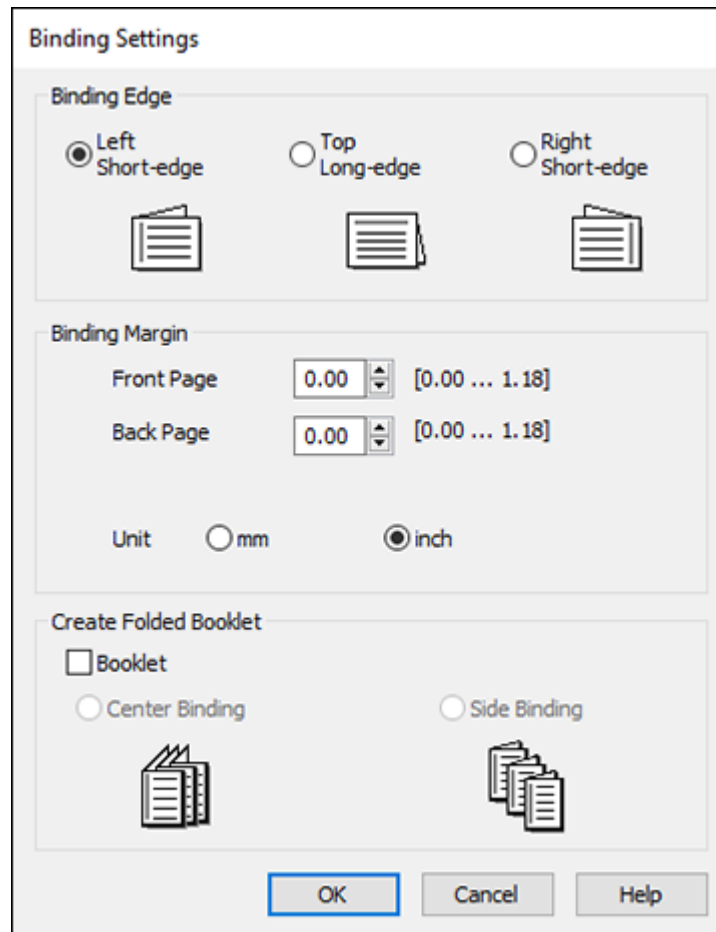 Binding Settings
Binding Edge
Left
Short-edge
Top
Long-edge
Right
Short-edge
Binding Margin
Front Page 0.00 [0.00 ... 1.18]
Back Page 0.00 [0.00 ... 1.18]
Unit mm inch
Create Folded Booklet
Booklet
Center Binding Side Binding
OK Cancel Help